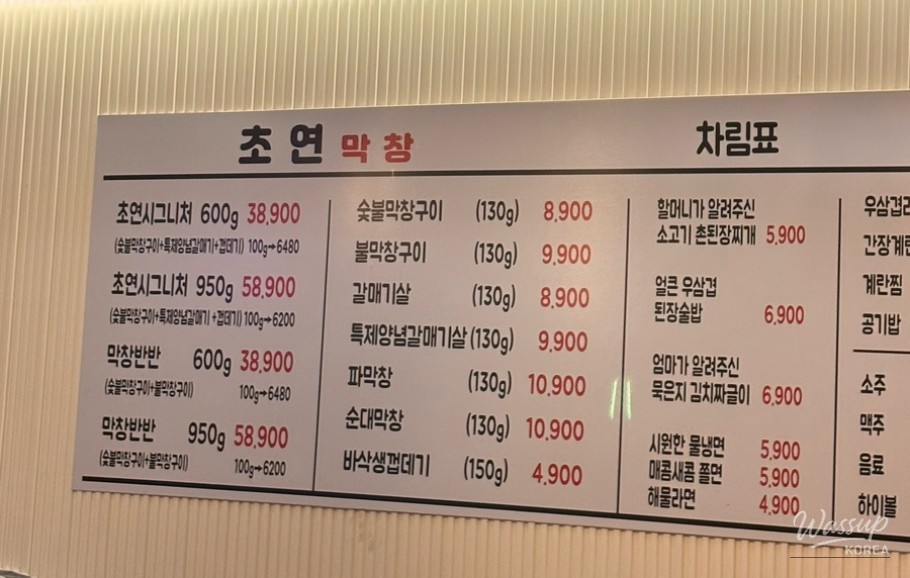 초연 막창
차림표
초연시그니처 600g 38,900
(숯불막창구이+특제양념갈매기+껍데기) 100g→6480
초연시그니처 950g 58,900
(숯불막창구이+특제양념갈매기 +껍데기) 100g→6200
막창반반 600g 38,900
(숯불막창구이+불막창구이) 100g→6480
막창반반 950g 58,900
(숯불막창구이+불막창구이) 100g→6200
숯불막창구이 (130g) 8,900
불막창구이 (130g) 9,900
갈매기살 (130g) 8,900
특제양념갈매기살 (130g) 9,900
파막창 (130g) 10,900
순대막창 (130g) 10,900
바삭생껍데기 (150g) 4,900
할머니가 알려주신
소고기 촌된장찌개 5,900
얼큰 우삼겹
된장술밥 6,900
엄마가 알려주신
묵은지 김치짜글이 6,900
시원한 물냉면 5,900
매콤새콤 쫄면 5,900
해물라면 4,900
우삼겹
간장계란
계란찜
공기밥
소주
맥주
음료
하이볼
Wassup
KOREA